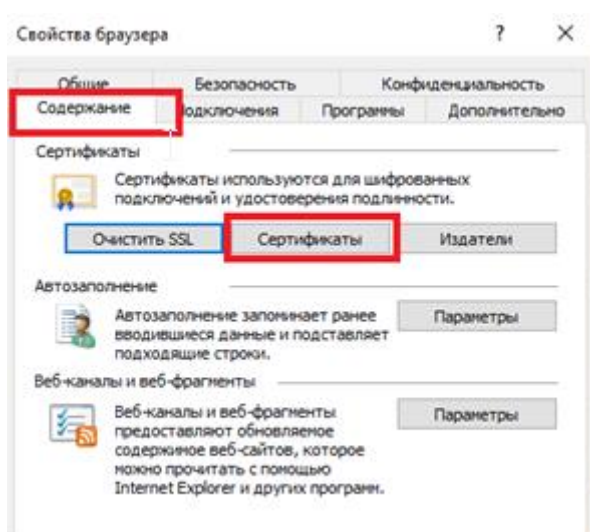 Свойства браузера ? ×
Общие Безопасность Конфиденциальность
Содержание Подключения Программы Дополнительно
Сертификаты
Сертификаты используются для шифрованных
подключений и удостоверения подлинности.
Очистить SSL Сертификаты Издатели
Автозаполнение
Автозаполнение запоминает ранее
вводившиеся данные и подставляет
подходящие строки.
Параметры
Веб-каналы и веб-фрагменты
Веб-каналы и веб-фрагменты
предоставляют обновляемое
содержимое веб-сайтов, которое
можно прочитать с помощью
Internet Explorer и других программ.
Параметры